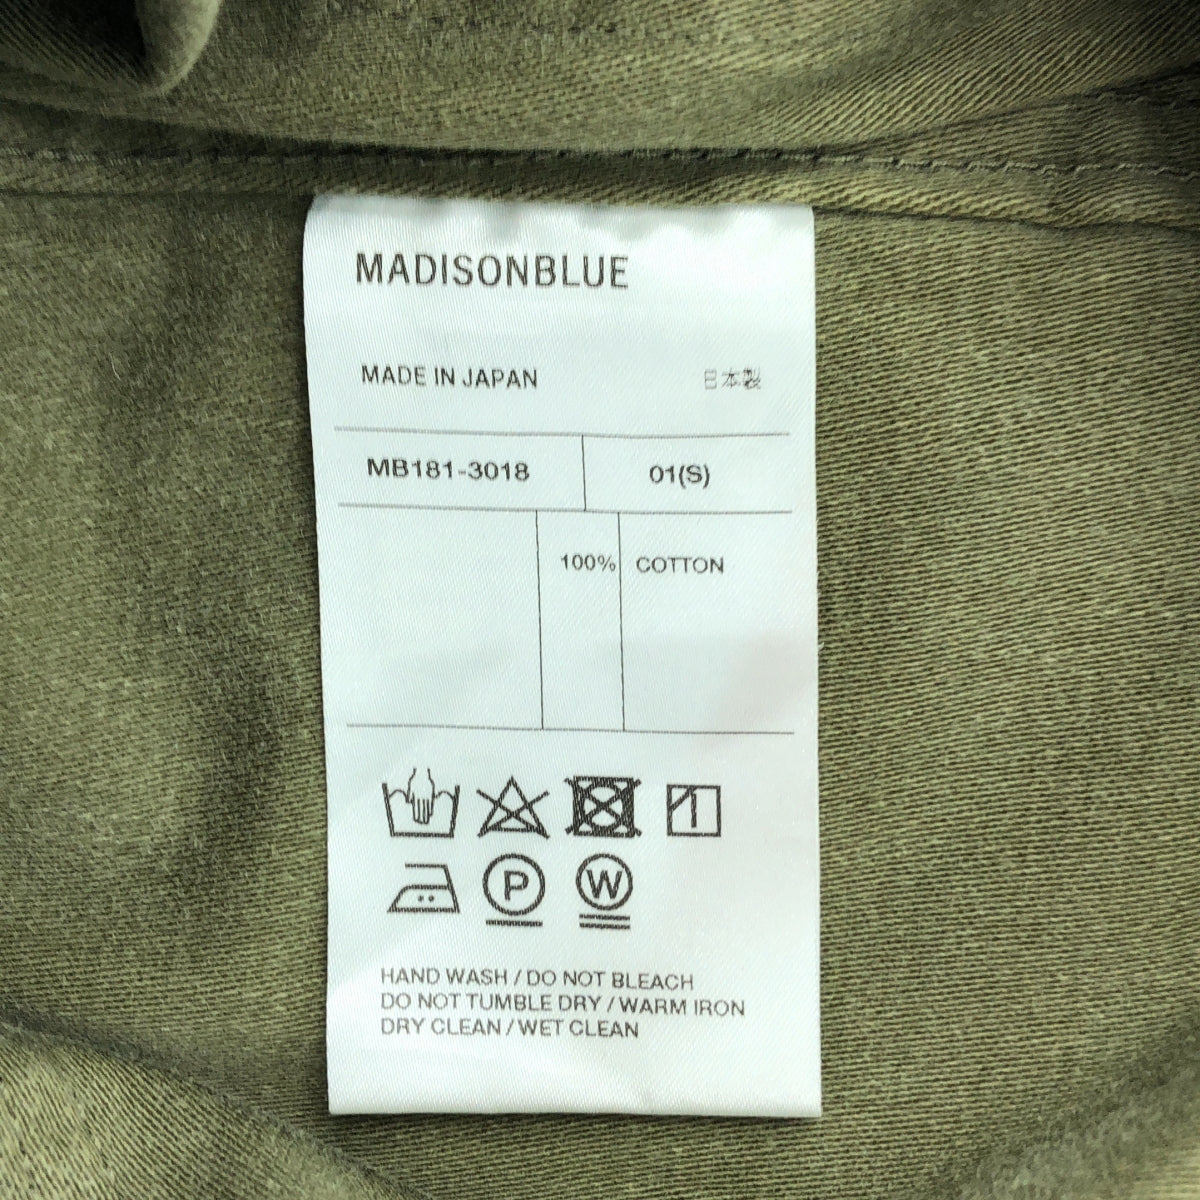 MADISONBLUE
MADE IN JAPAN 日本製
MB181-3018 01(S)
100% COTTON
P W
HAND WASH / DO NOT BLEACH
DO NOT TUMBLE DRY / WARM IRON
DRY CLEAN / WET CLEAN